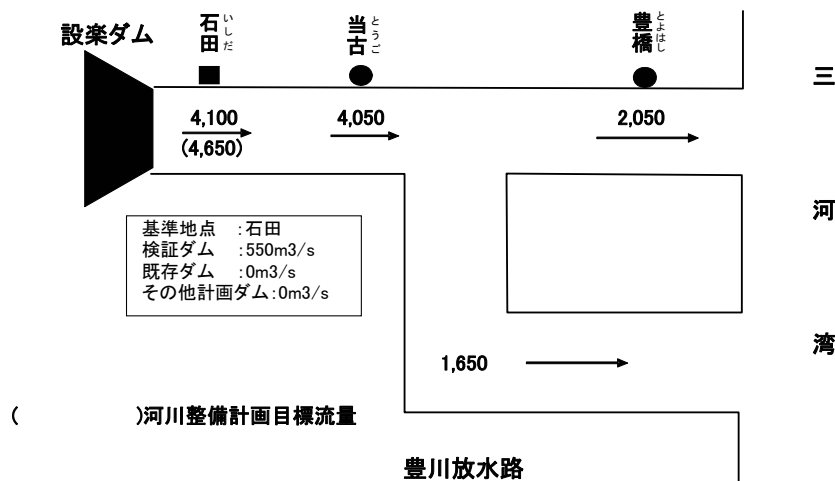 設楽ダム
石田
いしだ
当古
とうご
豊橋
とよはし
4,100
(4,650)
4,050
2,050
三
河
湾
基準地点 :石田
検証ダム :550m3/s
既存ダム :0m3/s
その他計画ダム:0m3/s
1,650
( )河川整備計画目標流量
豊川放水路